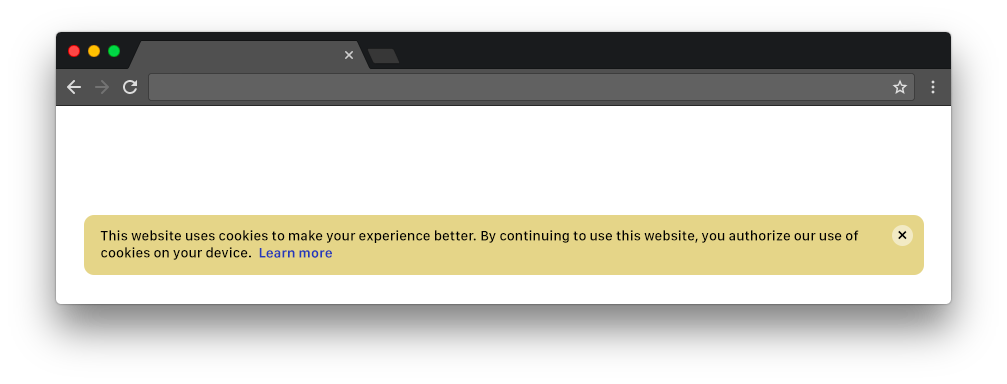 This website uses cookies to make your experience better. By continuing to use this website, you authorize our use of
cookies on your device. Learn more